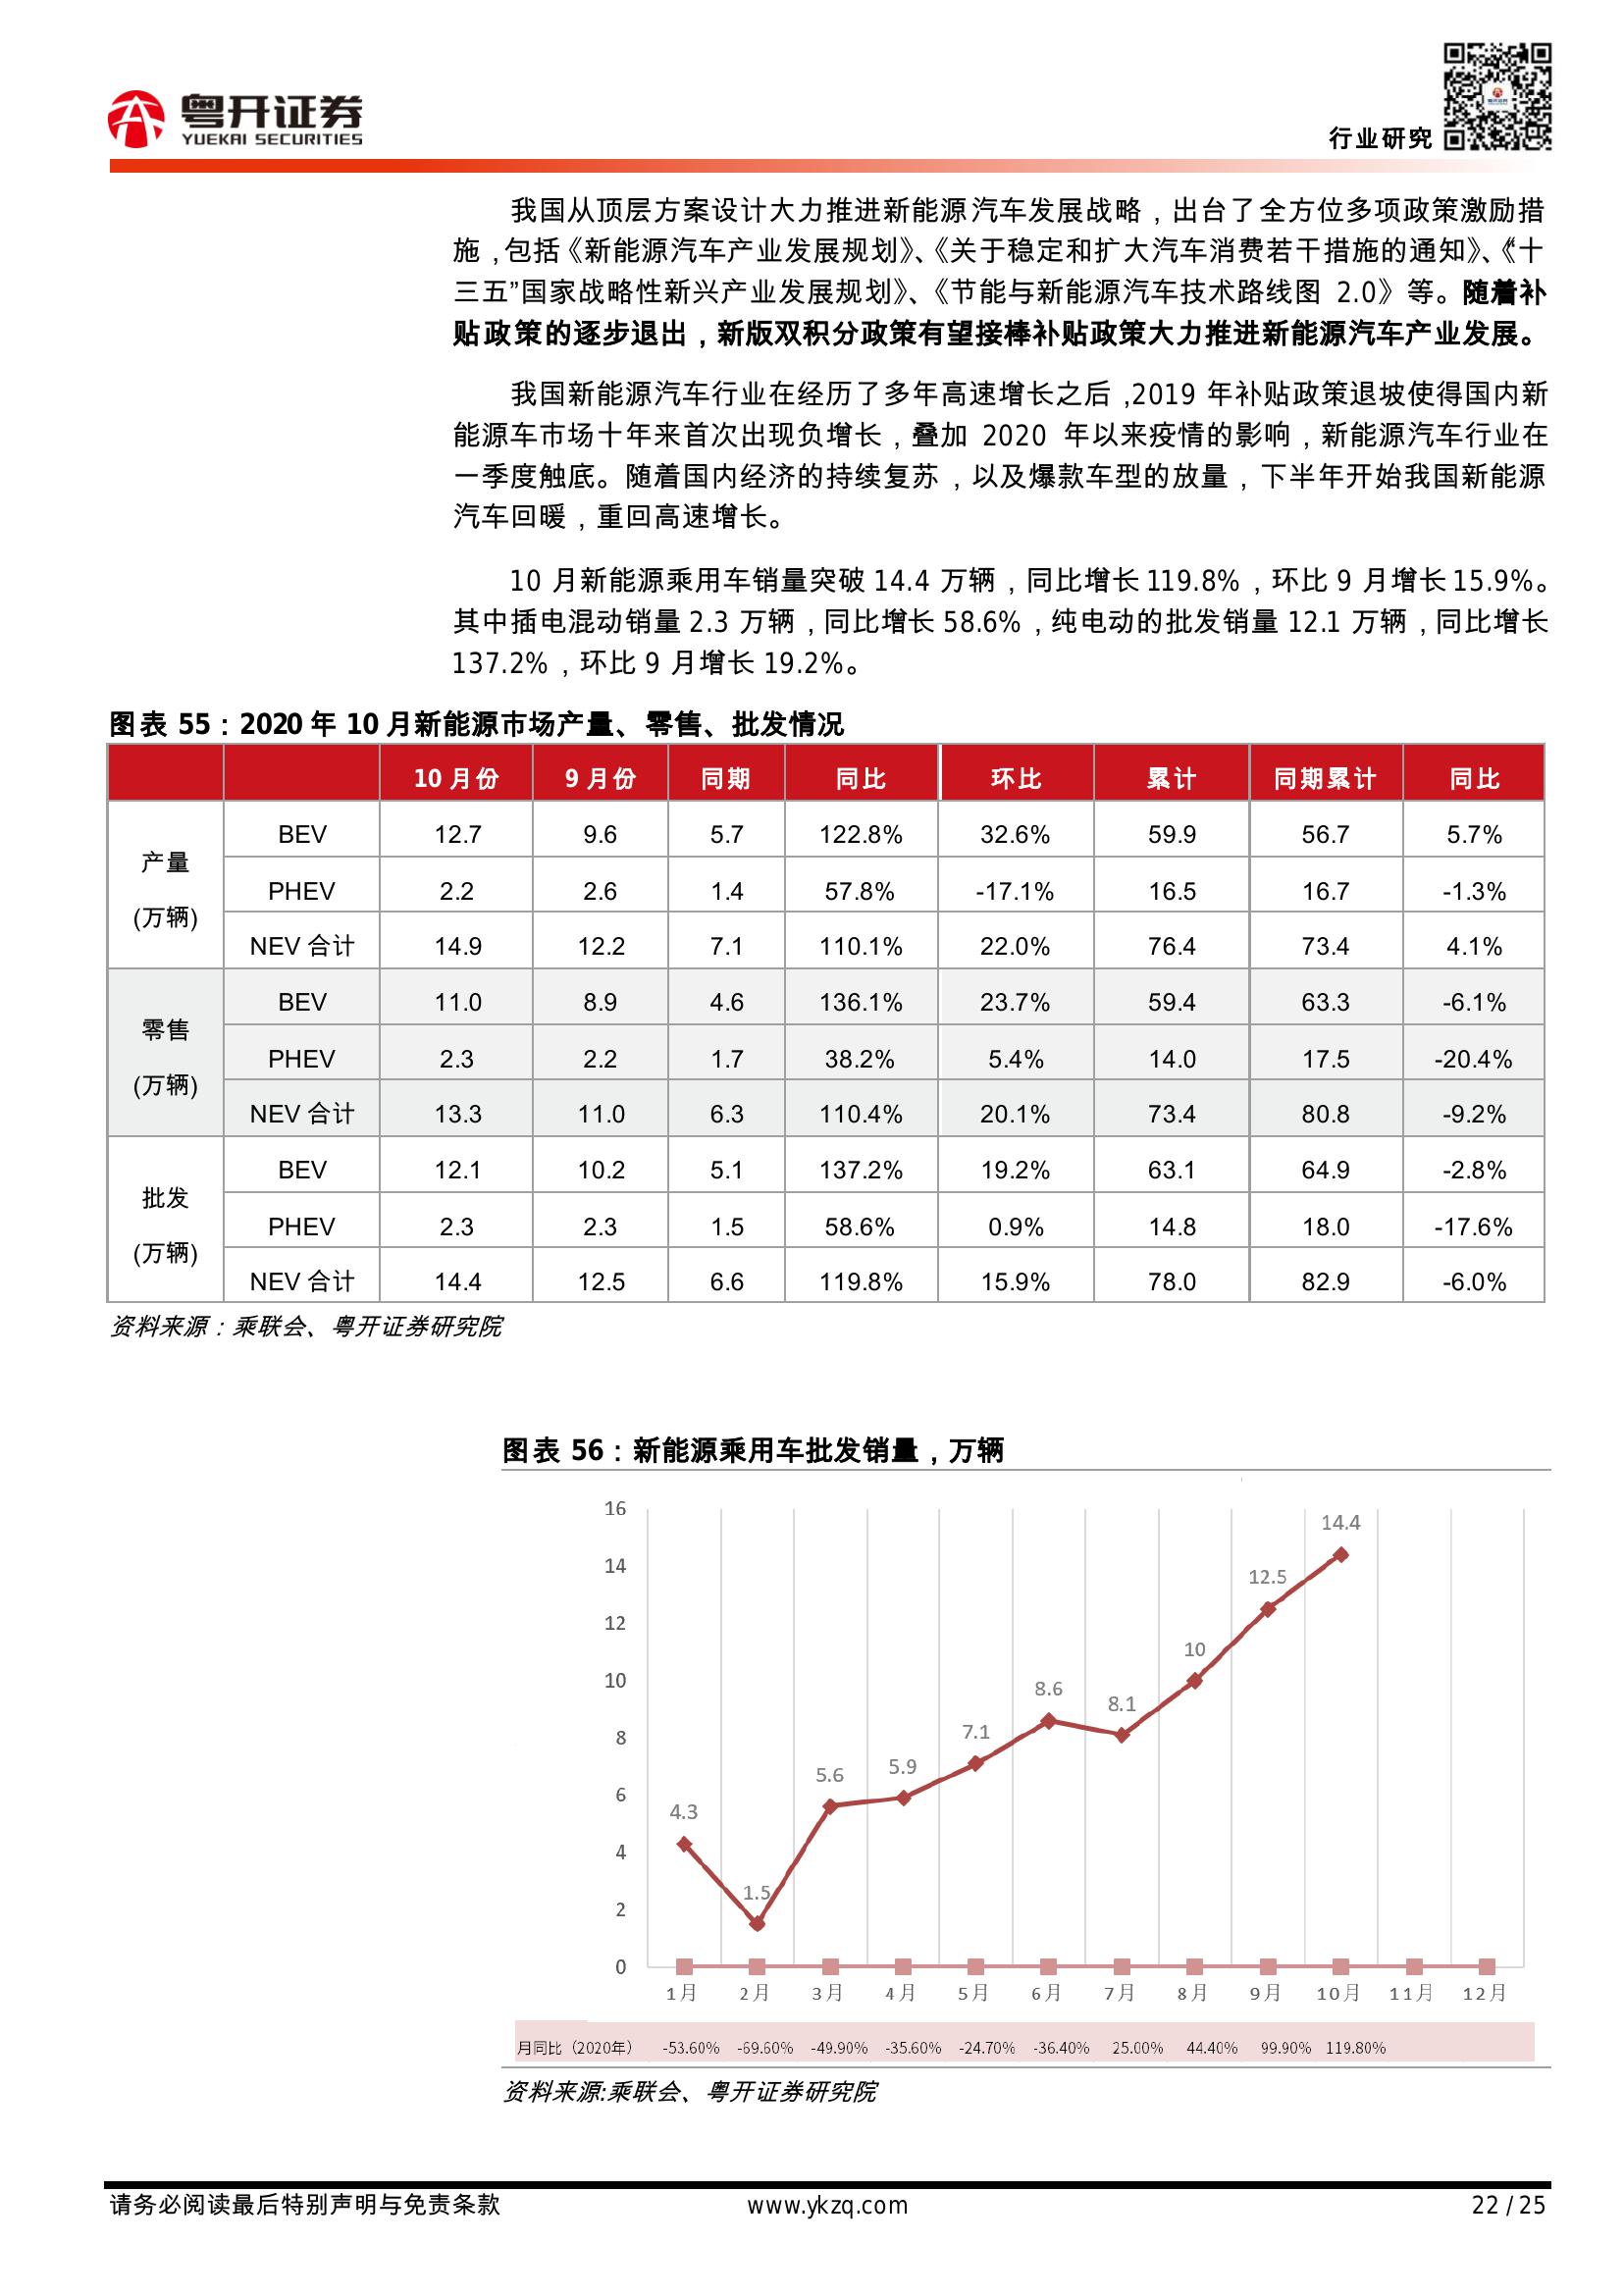 粤开证券
YUEKAI SECURITIES
行业研究
我国从顶层方案设计大力推进新能源汽车发展战略，出台了全方位多项政策激励措
施，包括《新能源汽车产业发展规划》、《关于稳定和扩大汽车消费若干措施的通知》、《“十
三五”国家战略性新兴产业发展规划》、《节能与新能源汽车技术路线图 2.0》等。随着补
贴政策的逐步退出，新版双积分政策有望接棒补贴政策大力推进新能源汽车产业发展。
我国新能源汽车行业在经历了多年高速增长之后，2019 年补贴政策退坡使得国内新
能源车市场十年来首次出现负增长，叠加 2020 年以来疫情的影响，新能源汽车行业在
一季度触底。随着国内经济的持续复苏，以及爆款车型的放量，下半年开始我国新能源
汽车回暖，重回高速增长。
10 月新能源乘用车销量突破 14.4 万辆，同比增长 119.8%，环比 9 月增长 15.9%。
其中插电混动销量 2.3 万辆，同比增长 58.6%，纯电动的批发销量 12.1 万辆，同比增长
137.2%，环比 9 月增长 19.2%。
图表 55：2020 年 10 月新能源市场产量、零售、批发情况
10 月份 9 月份 同期 同比 环比 累计 同期累计 同比
产量 (万辆) BEV 12.7 9.6 5.7 122.8% 32.6% 59.9 56.7 5.7%
PHEV 2.2 2.6 1.4 57.8% -17.1% 16.5 16.7 -1.3%
NEV 合计 14.9 12.2 7.1 110.1% 22.0% 76.4 73.4 4.1%
零售 (万辆) BEV 11.0 8.9 4.6 136.1% 23.7% 59.4 63.3 -6.1%
PHEV 2.3 2.2 1.7 38.2% 5.4% 14.0 17.5 -20.4%
NEV 合计 13.3 11.0 6.3 110.4% 20.1% 73.4 80.8 -9.2%
批发 (万辆) BEV 12.1 10.2 5.1 137.2% 19.2% 63.1 64.9 -2.8%
PHEV 2.3 2.3 1.5 58.6% 0.9% 14.8 18.0 -17.6%
NEV 合计 14.4 12.5 6.6 119.8% 15.9% 78.0 82.9 -6.0%
资料来源：乘联会、粤开证券研究院
图表 56：新能源乘用车批发销量，万辆
16
14
12
10
8
6
4
2
0
4.3 1.5 5.6 5.9 7.1 8.6 8.1 10 12.5 14.4
1月 2月 3月 4月 5月 6月 7月 8月 9月 10月 11月 12月
月同比（2020年） -53.60% -69.60% -49.90% -35.60% -24.70% -36.40% 25.00% 44.40% 99.90% 119.80%
资料来源:乘联会、粤开证券研究院
请务必阅读最后特别声明与免责条款 www.ykzq.com 22 / 25